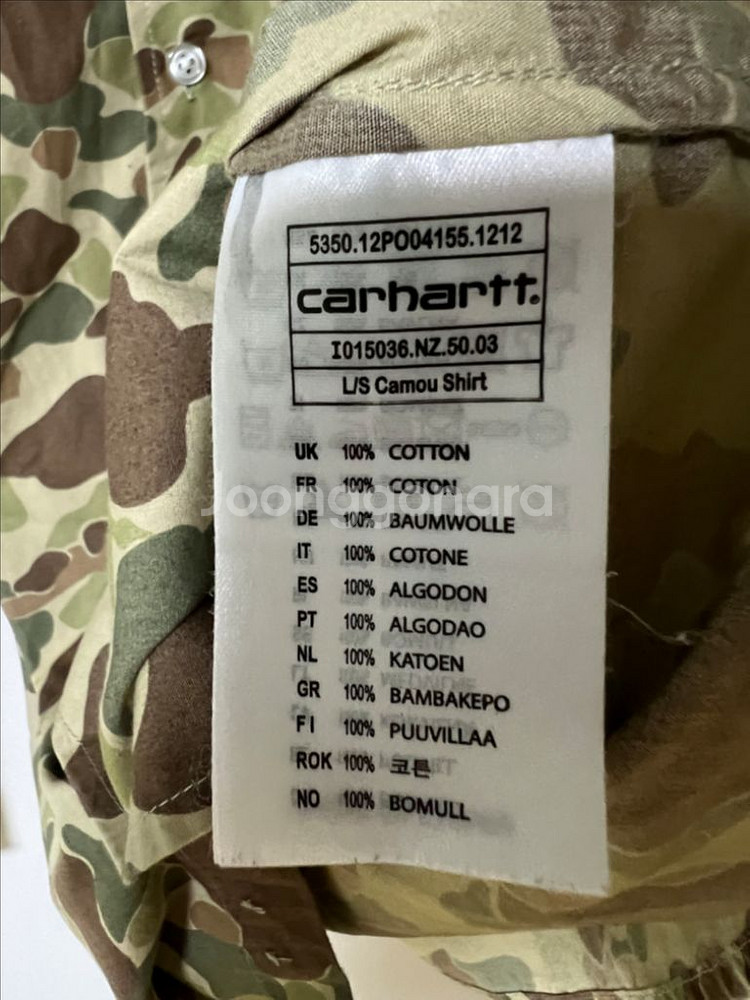 5350.12PO04155.1212
carhartt.
I015036.NZ.50.03
L/S Camou Shirt
UK 100% COTTON
FR 100% COTON
Joonggonara
DE 100% BAUMWOLLE
IT 100% COTONE
ES 100% ALGODON
PT 100% ALGODAO
NL 100% KATOEN
GR 100% BAMBAKEPO
FI 100% PUUVILLAA
ROK 100% 코튼
NO 100% BOMULL